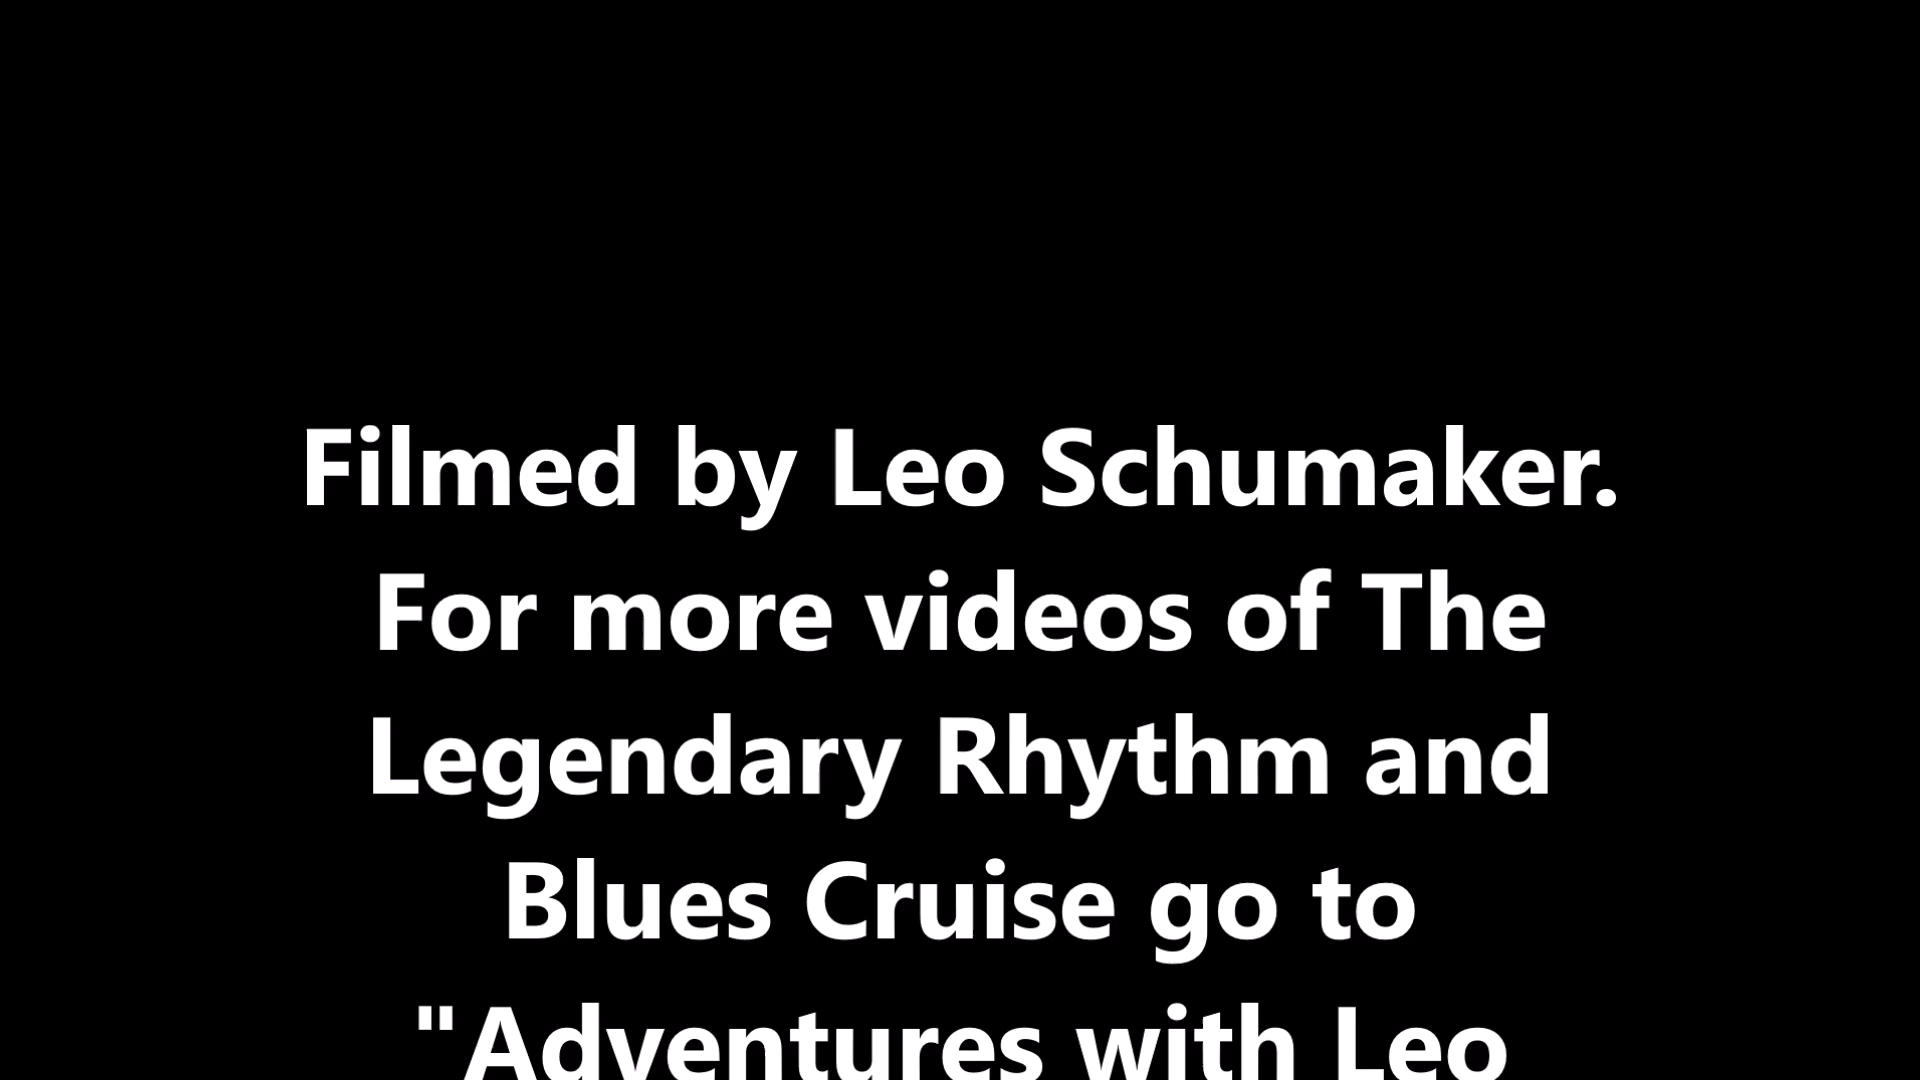 Filmed by Leo Schumaker.
For more videos of The
Legendary Rhythm and
Blues Cruise go to
"Adventures with Leo